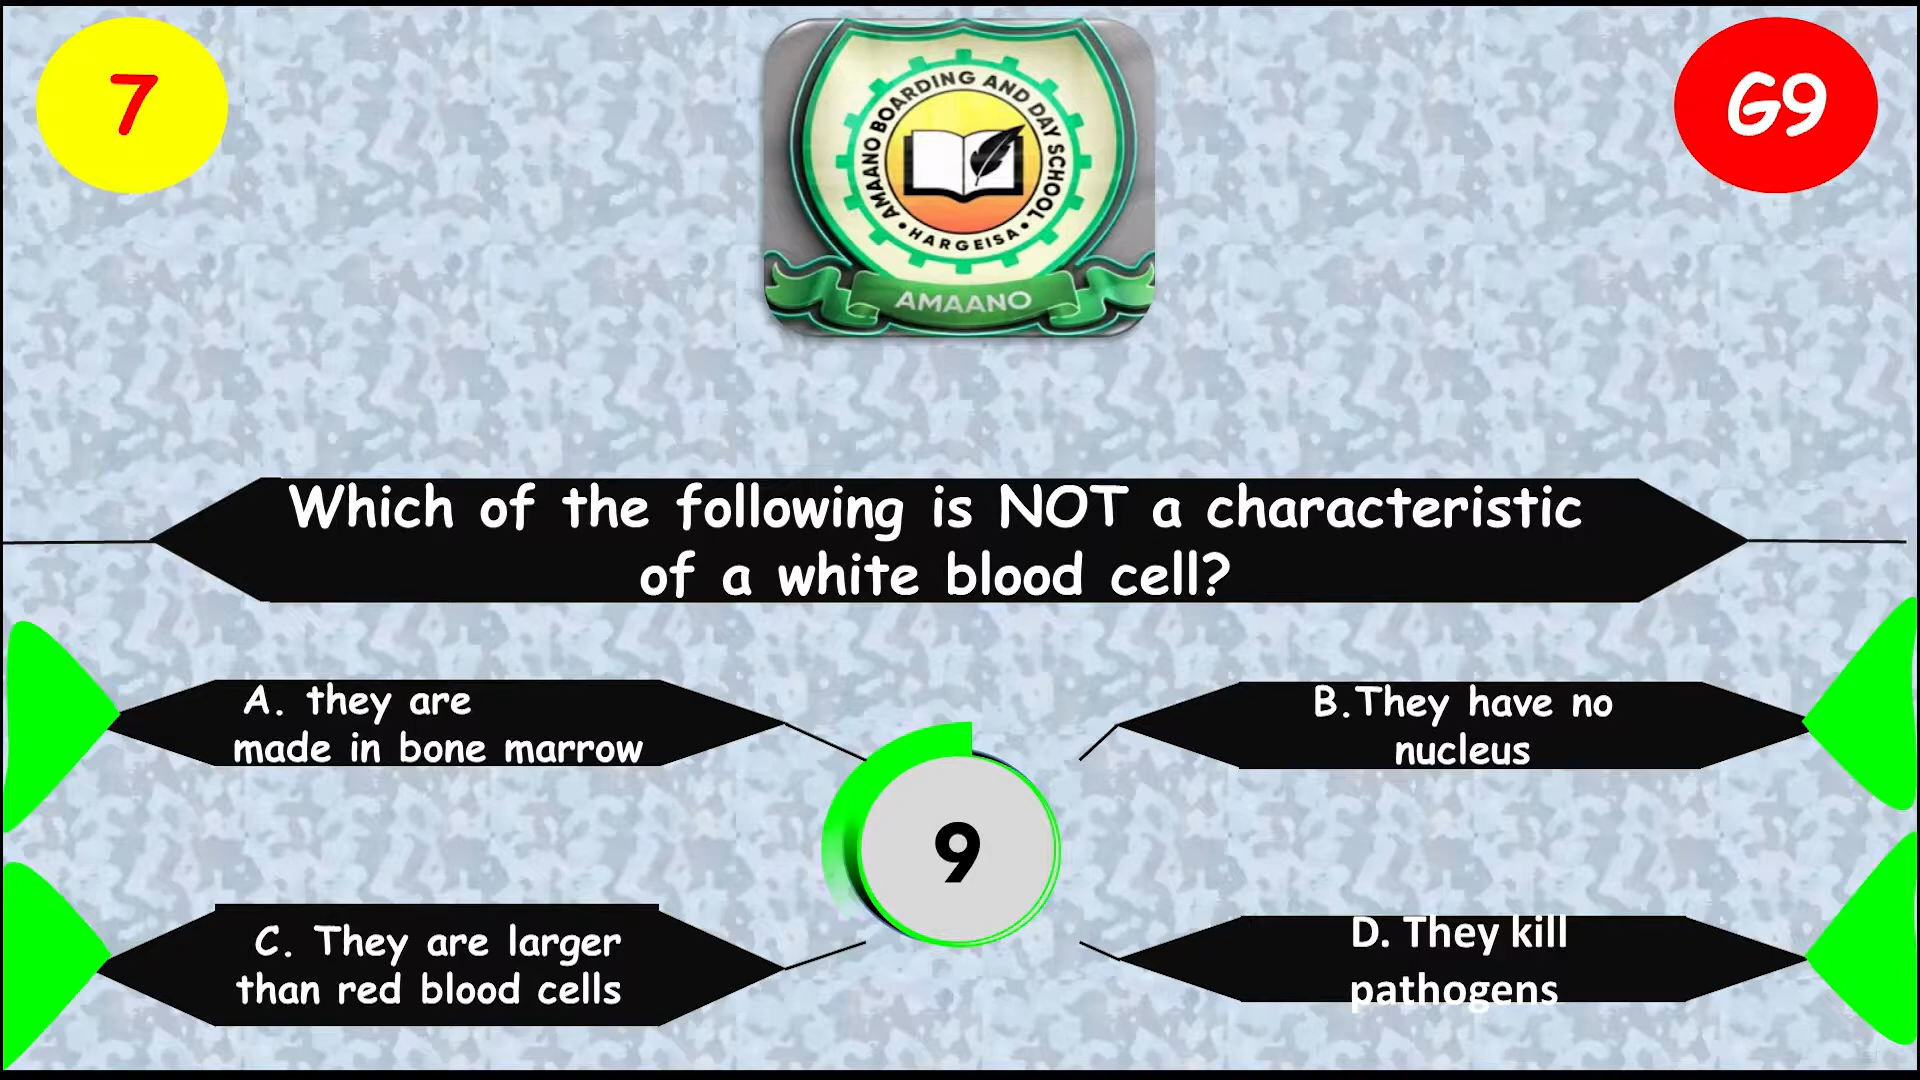 7
G9
AMAANO BOARDING AND DAY SCHOOL
• HARGEISA •
AMAANO
Which of the following is NOT a characteristic
of a white blood cell?
A. they are
made in bone marrow
B.They have no
nucleus
9
C. They are larger
than red blood cells
D. They kill
pathogens